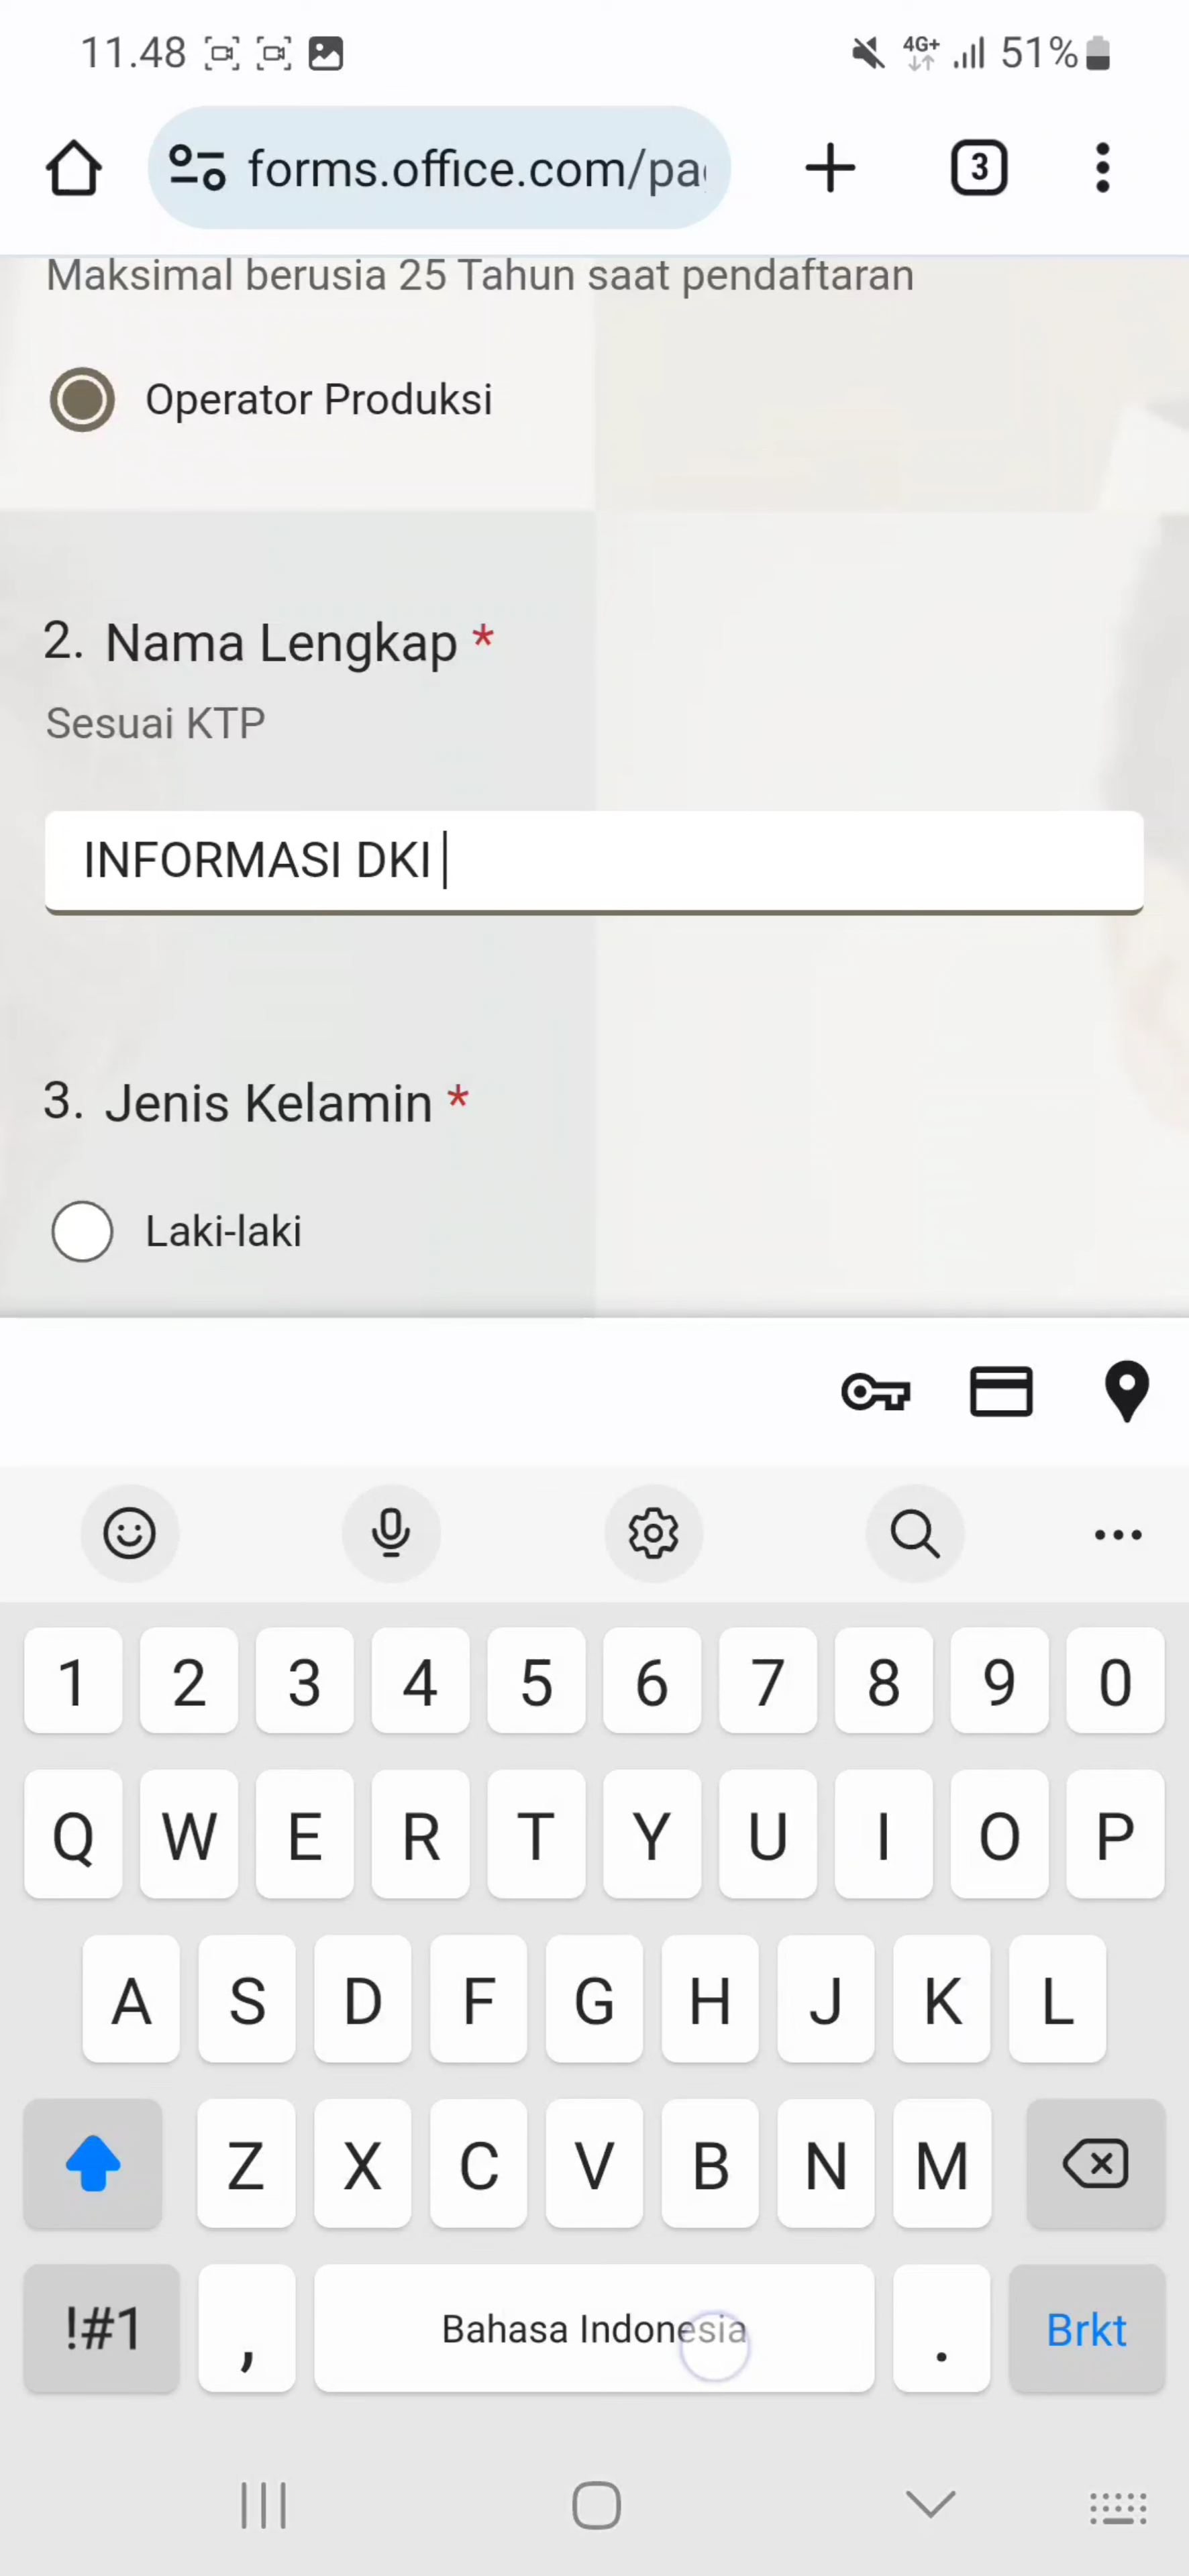 11.48
4G+ 51%
forms.office.com/pa
3
Maksimal berusia 25 Tahun saat pendaftaran
Operator Produksi
2. Nama Lengkap *
Sesuai KTP
INFORMASI DKI
3. Jenis Kelamin *
Laki-laki
1 2 3 4 5 6 7 8 9 0
Q W E R T Y U I O P
A S D F G H J K L
Z X C V B N M
!#1 , Bahasa Indonesia . Brkt